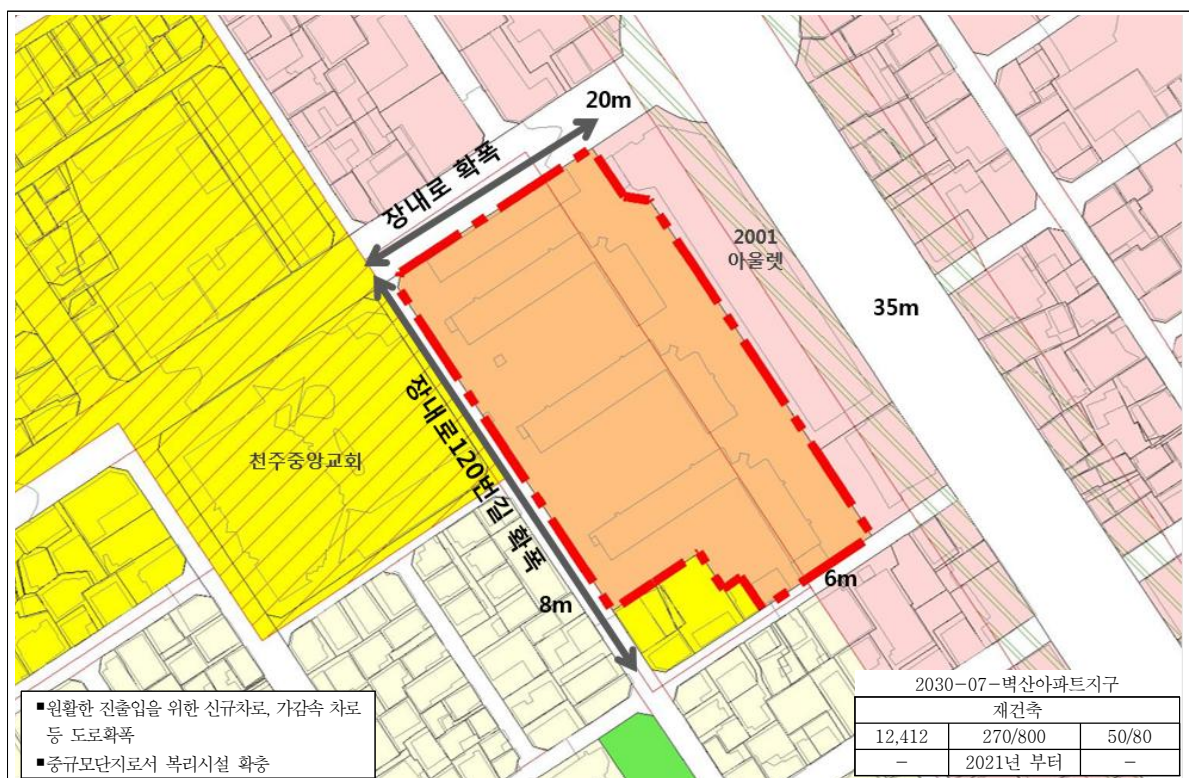 20m
장내로 확폭
2001
아울렛
35m
장내로120번길 확폭
천주중앙교회
8m
6m
■원활한 진출입을 위한 신규차로, 가감속 차로
등 도로확폭
■중규모단지로서 복리시설 확충
2030-07-벽산아파트지구
재건축
12,412 270/800 50/80
- 2021년 부터 -